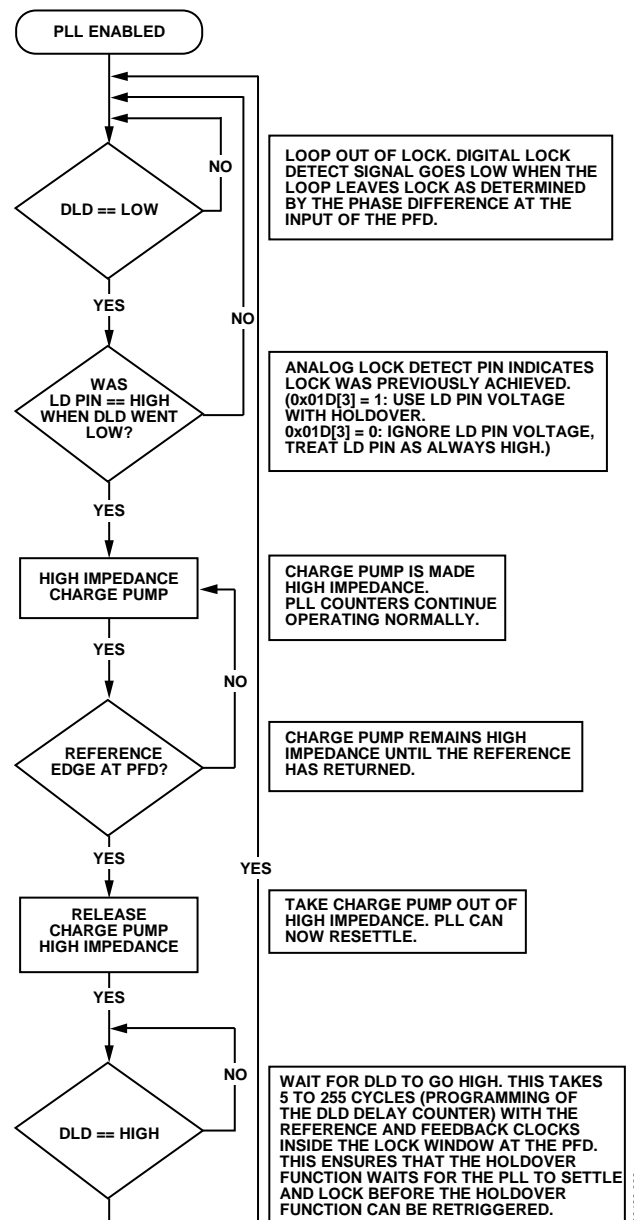 PLL ENABLED
NO
DLD == LOW
LOOP OUT OF LOCK. DIGITAL LOCK
DETECT SIGNAL GOES LOW WHEN THE
LOOP LEAVES LOCK AS DETERMINED
BY THE PHASE DIFFERENCE AT THE
INPUT OF THE PFD.
YES
NO
WAS
LD PIN == HIGH
WHEN DLD WENT
LOW?
ANALOG LOCK DETECT PIN INDICATES
LOCK WAS PREVIOUSLY ACHIEVED.
(0x01D[3] = 1: USE LD PIN VOLTAGE
WITH HOLDOVER.
0x01D[3] = 0: IGNORE LD PIN VOLTAGE,
TREAT LD PIN AS ALWAYS HIGH.)
YES
HIGH IMPEDANCE
CHARGE PUMP
CHARGE PUMP IS MADE
HIGH IMPEDANCE.
PLL COUNTERS CONTINUE
OPERATING NORMALLY.
YES
NO
REFERENCE
EDGE AT PFD?
CHARGE PUMP REMAINS HIGH
IMPEDANCE UNTIL THE REFERENCE
HAS RETURNED.
YES
YES
RELEASE
CHARGE PUMP
HIGH IMPEDANCE
TAKE CHARGE PUMP OUT OF
HIGH IMPEDANCE. PLL CAN
NOW RESETTLE.
YES
NO
DLD == HIGH
WAIT FOR DLD TO GO HIGH. THIS TAKES
5 TO 255 CYCLES (PROGRAMMING OF
THE DLD DELAY COUNTER) WITH THE
REFERENCE AND FEEDBACK CLOCKS
INSIDE THE LOCK WINDOW AT THE PFD.
THIS ENSURES THAT THE HOLDOVER
FUNCTION WAITS FOR THE PLL TO SETTLE
AND LOCK BEFORE THE HOLDOVER
FUNCTION CAN BE RETRIGGERED.